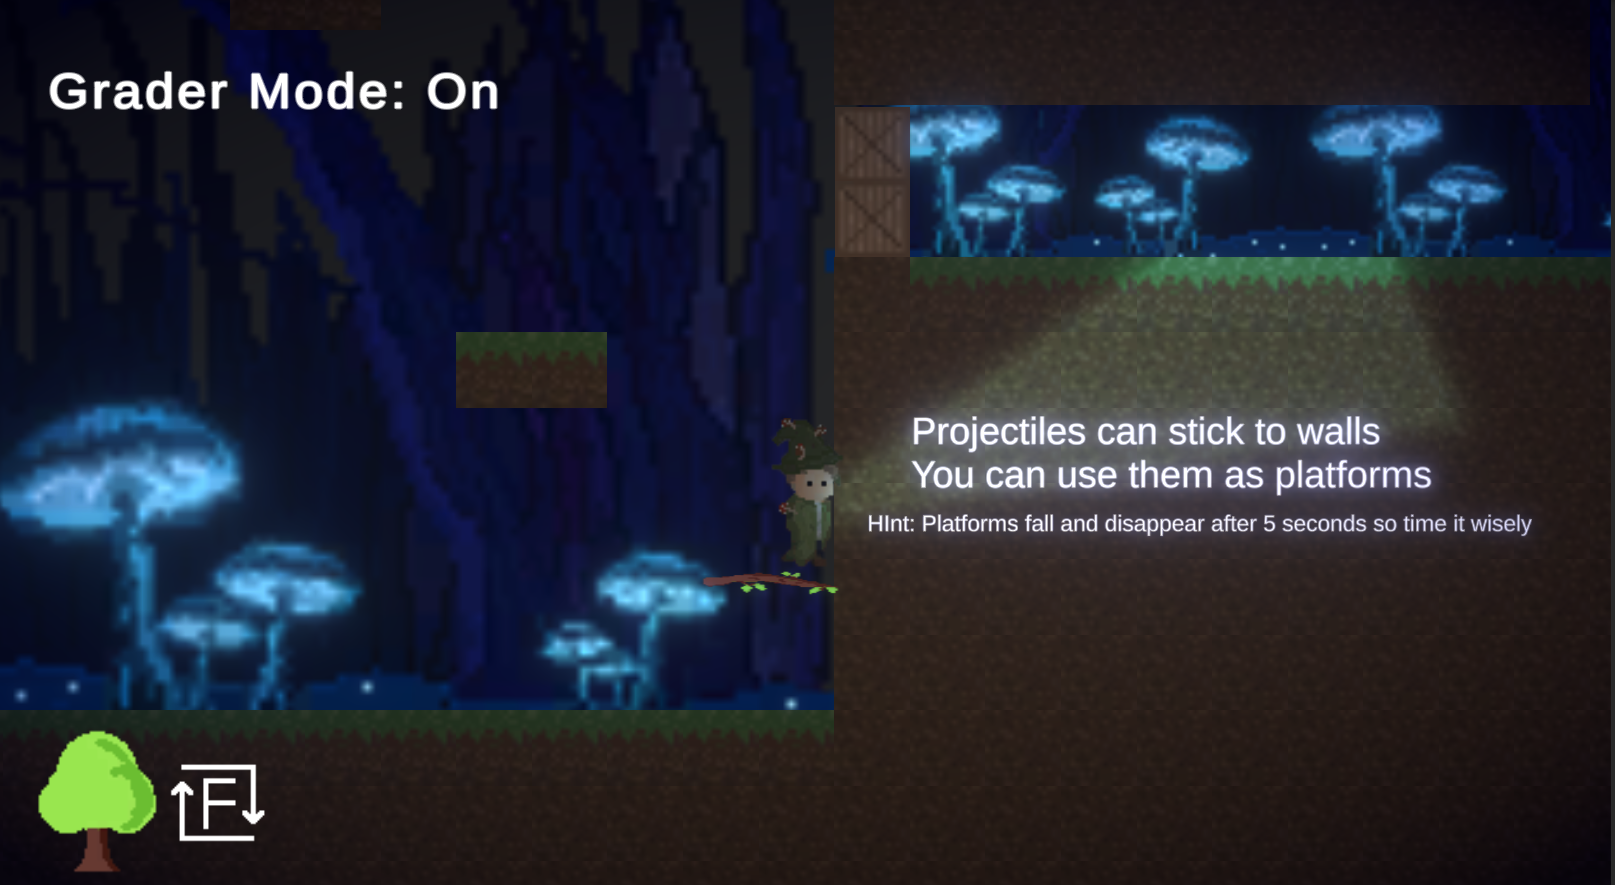 Grader Mode: On
Projectiles can stick to walls
You can use them as platforms
HInt: Platforms fall and disappear after 5 seconds so time it wisely
F